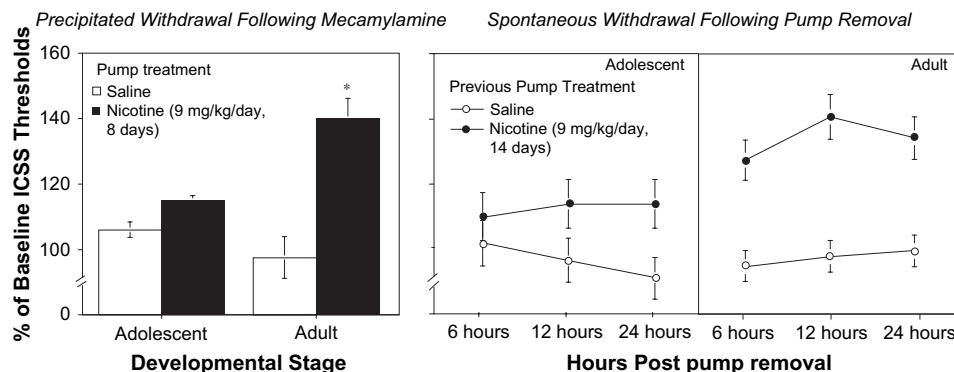 Precipitated Withdrawal Following Mecamylamine
Spontaneous Withdrawal Following Pump Removal
% of Baseline ICSS Thresholds
160
140
120
100
0
Pump treatment
Saline
Nicotine (9 mg/kg/day,
8 days)
*
Adolescent
Adult
Developmental Stage
Adolescent
Previous Pump Treatment
Saline
Nicotine (9 mg/kg/day,
14 days)
Adult
6 hours
12 hours
24 hours
6 hours
12 hours
24 hours
Hours Post pump removal